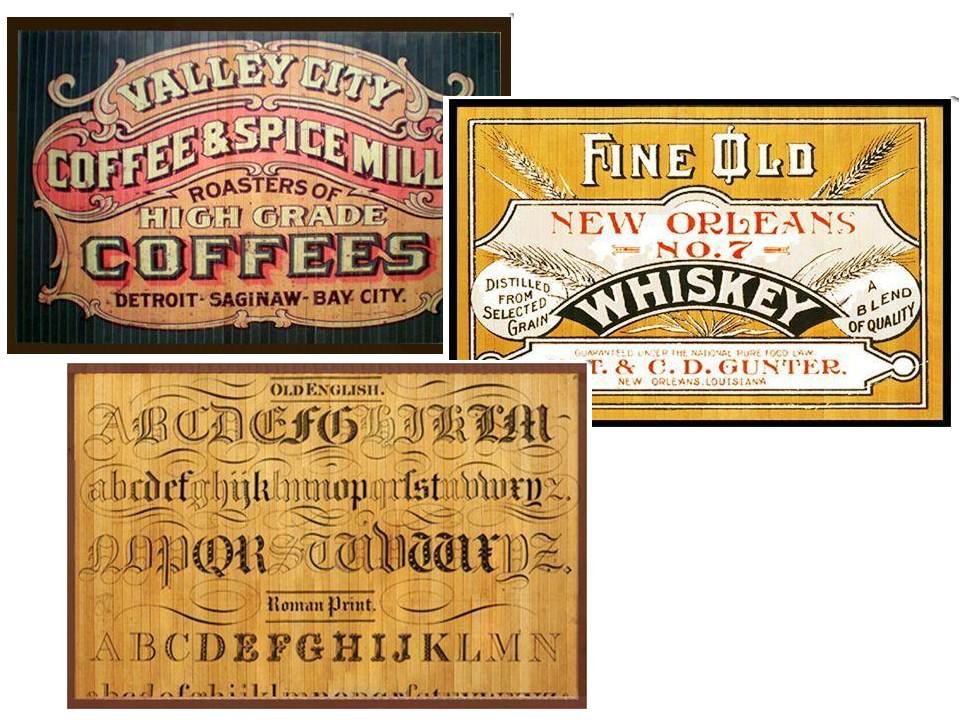 VALLEY CITY
COFFEE & SPICE MILL
ROASTERS OF
HIGH GRADE
COFFEES
DETROIT - SAGINAW - BAY CITY.
FINE OLD
NEW ORLEANS
NO. 7
WHISKEY
DISTILLED
FROM
SELECTED
GRAIN
A
BLEND
OF QUALITY
GUARANTEED UNDER THE NATIONAL PURE FOOD LAW.
T. & C. D. GUNTER.
NEW ORLEANS, LOUISIANA
OLD ENGLISH.
ABCDEFGHIJKLM
abcdefghijklmnopqrſstuvwxyz.
NOPQRSTUVWXYZ.
Roman Print.
ABCDEFGHIJKLMN